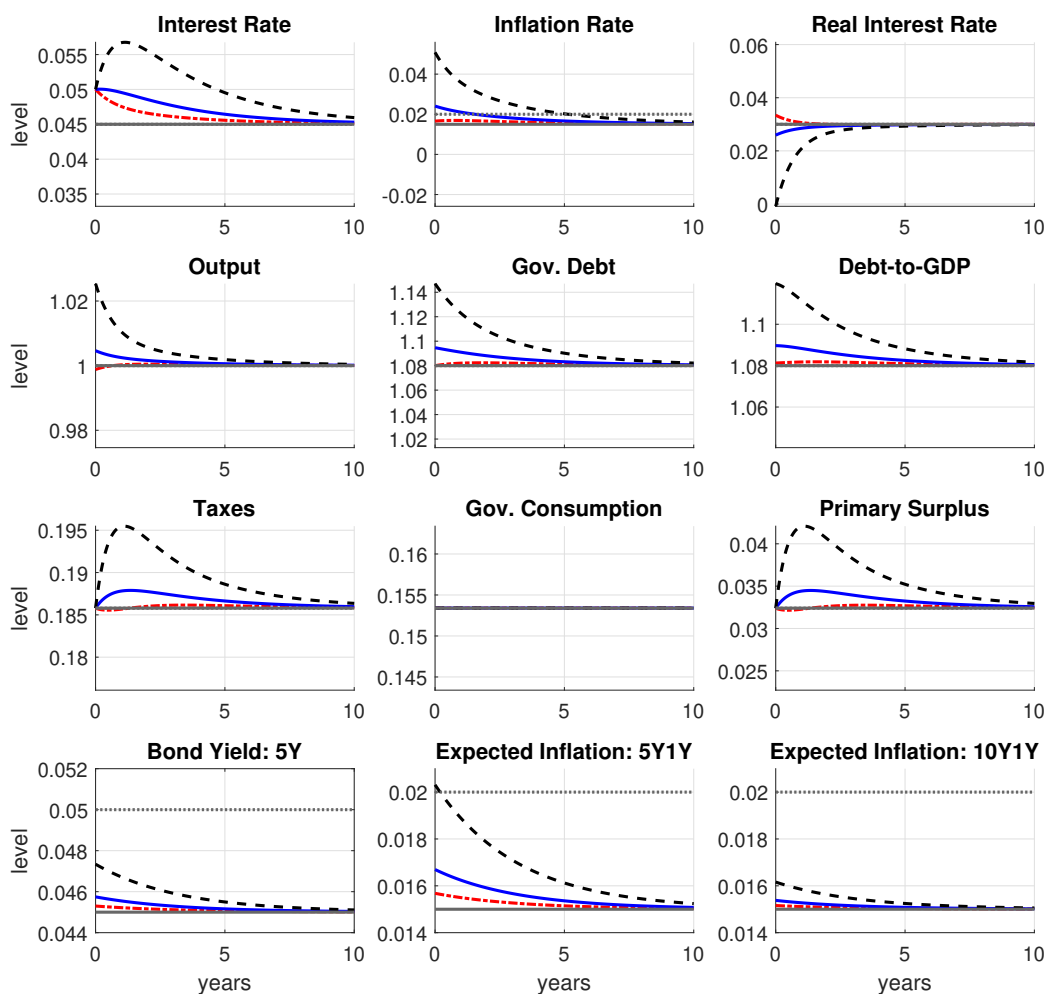 Interest Rate
Inflation Rate
Real Interest Rate
level
0.055
0.05
0.045
0.04
0.035
0 5 10
0.04
0.02
0
-0.02
0 5 10
0.06
0.04
0.02
0
0 5 10
Output
Gov. Debt
Debt-to-GDP
level
1.02
1
0.98
0 5 10
1.14
1.12
1.10
1.08
1.06
1.04
1.02
0 5 10
1.1
1.08
1.06
0 5 10
Taxes
Gov. Consumption
Primary Surplus
level
0.195
0.19
0.185
0.18
0 5 10
0.16
0.155
0.15
0.145
0 5 10
0.04
0.035
0.03
0.025
0 5 10
Bond Yield: 5Y
Expected Inflation: 5Y1Y
Expected Inflation: 10Y1Y
level
0.052
0.05
0.048
0.046
0.044
0 5 10
years
0.02
0.018
0.016
0.014
0 5 10
years
0.02
0.018
0.016
0.014
0 5 10
years